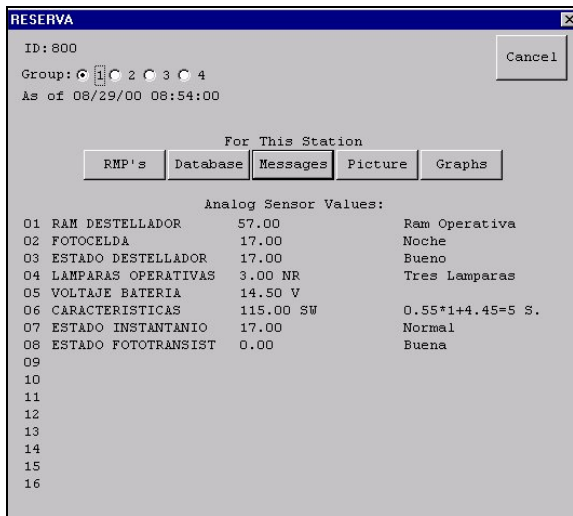 RESERVA
ID:800
Cancel
Group: 1 2 3 4
As of 08/29/00 08:54:00
For This Station
RMP's Database Messages Picture Graphs
Analog Sensor Values:
01 RAM DESTELLADOR 57.00 Ram Operativa
02 FOTOCELDA 17.00 Noche
03 ESTADO DESTELLADOR 17.00 Bueno
04 LAMPARAS OPERATIVAS 3.00 NR Tres Lamparas
05 VOLTAJE BATERIA 14.50 V
06 CARACTERISTICAS 115.00 SW 0.55*1+4.45=5 S.
07 ESTADO INSTANTANIO 17.00 Normal
08 ESTADO FOTOTRANSIST 0.00 Buena
09
10
11
12
13
14
15
16